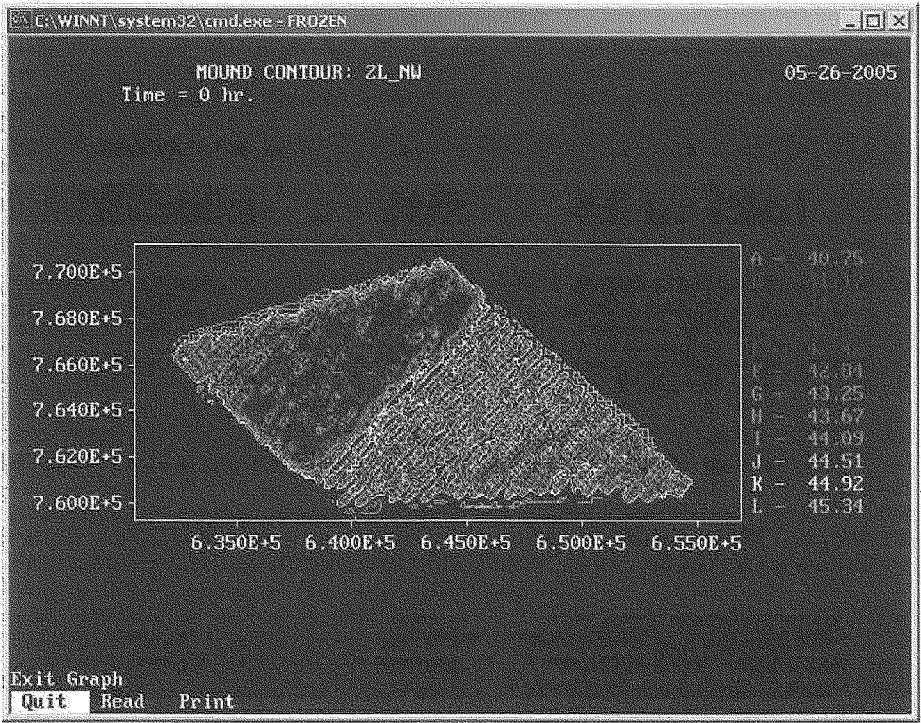 C:\WINNT\system32\cmd.exe - FROZEN
MOUND CONTOUR: ZL_NW 05-26-2005
Time = 0 hr.
7.700E+5
7.680E+5
7.660E+5
7.640E+5
7.620E+5
7.600E+5
6.350E+5 6.400E+5 6.450E+5 6.500E+5 6.550E+5
A - 40.75
42.84
G - 43.25
H - 43.67
I - 44.09
J - 44.51
K - 44.92
L - 45.34
Exit Graph
Quit Read Print